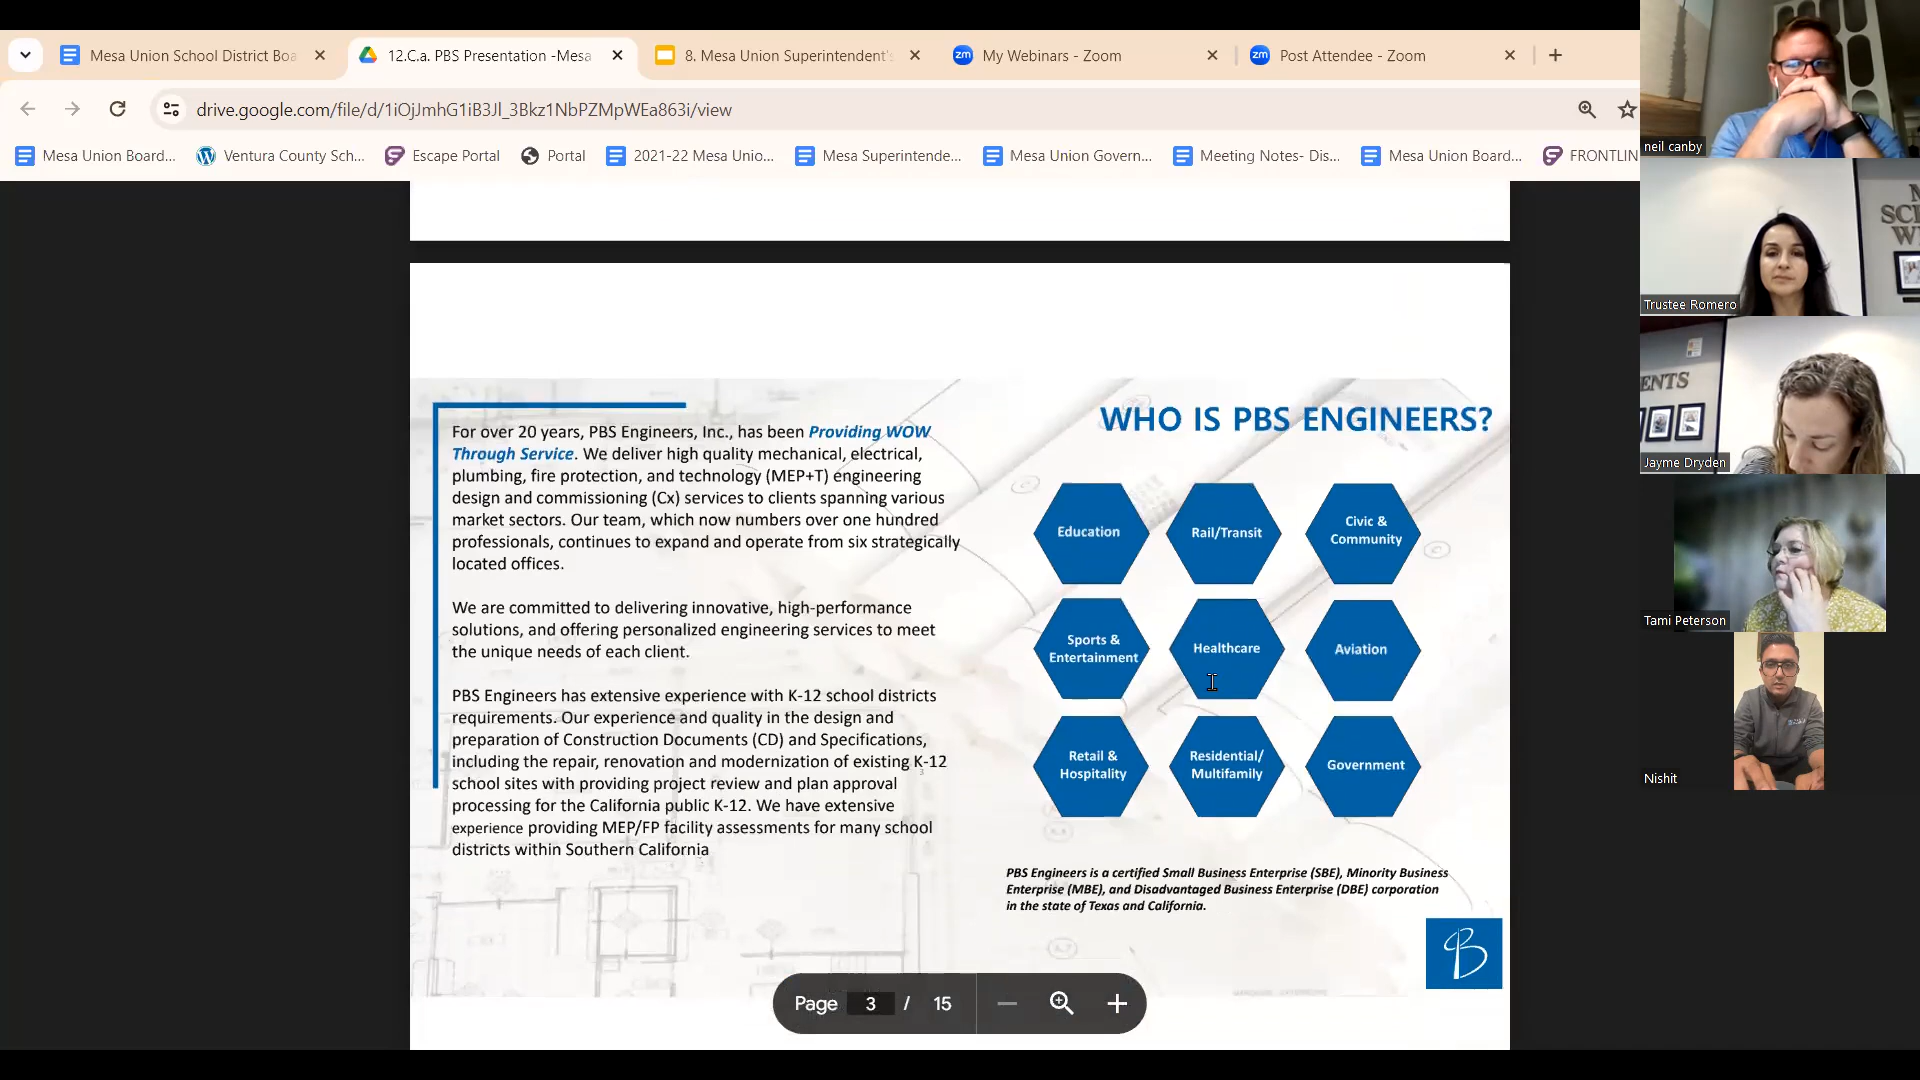 Mesa Union School District Boa
12.C.a. PBS Presentation -Mesa
8. Mesa Union Superintendent's
zm My Webinars - Zoom
zm Post Attendee - Zoom
drive.google.com/file/d/1iOjJmhG1iB3Jl_3Bkz1NbPZMpWEa863i/view
Mesa Union Board...
Ventura County Sch...
Escape Portal
Portal
2021-22 Mesa Unio...
Mesa Superintende...
Mesa Union Govern...
Meeting Notes- Dis...
Mesa Union Board...
FRONTLIN
For over 20 years, PBS Engineers, Inc., has been Providing WOW
Through Service. We deliver high quality mechanical, electrical,
plumbing, fire protection, and technology (MEP+T) engineering
design and commissioning (Cx) services to clients spanning various
market sectors. Our team, which now numbers over one hundred
professionals, continues to expand and operate from six strategically
located offices.
We are committed to delivering innovative, high-performance
solutions, and offering personalized engineering services to meet
the unique needs of each client.
PBS Engineers has extensive experience with K-12 school districts
requirements. Our experience and quality in the design and
preparation of Construction Documents (CD) and Specifications,
including the repair, renovation and modernization of existing K-12
school sites with providing project review and plan approval
processing for the California public K-12. We have extensive
experience providing MEP/FP facility assessments for many school
districts within Southern California
3
WHO IS PBS ENGINEERS?
Education
Rail/Transit
Civic &
Community
Sports &
Entertainment
Healthcare
Aviation
Retail &
Hospitality
Residential/
Multifamily
Government
PBS Engineers is a certified Small Business Enterprise (SBE), Minority Business
Enterprise (MBE), and Disadvantaged Business Enterprise (DBE) corporation
in the state of Texas and California.
Page 3 / 15
neil canby
SC
W
Trustee Romero
ENTS
Jayme Dryden
Tami Peterson
Nishit